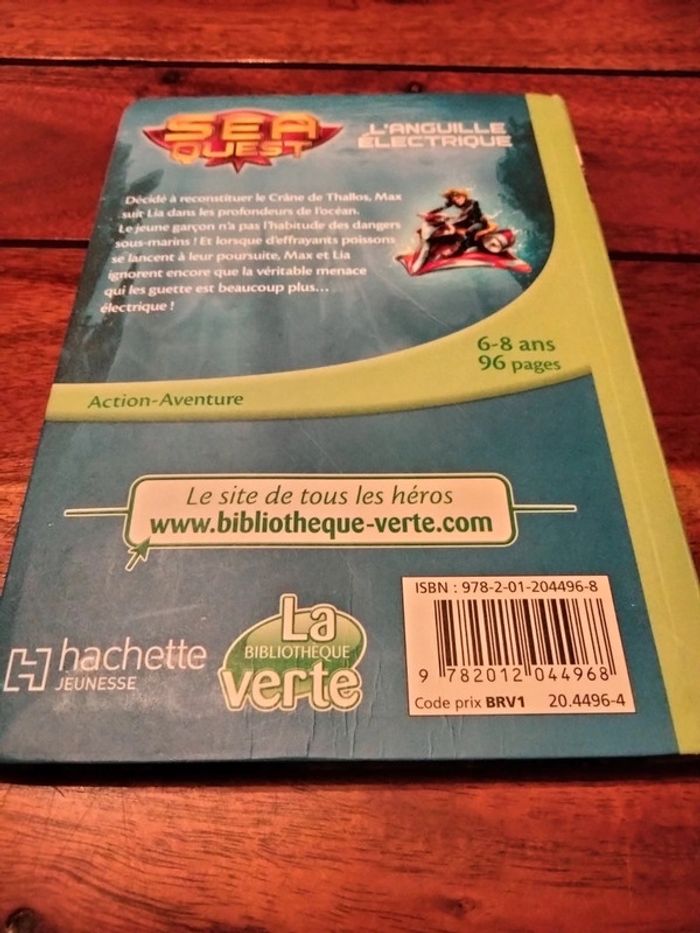 SEA
QUEST
L'ANGUILLE
ÉLECTRIQUE
Décidé à reconstituer le Crâne de Thallos, Max
suit Lia dans les profondeurs de l'océan.
Le jeune garçon n'a pas l'habitude des dangers
sous-marins ! Et lorsque d'effrayants poissons
se lancent à leur poursuite, Max et Lia
ignorent encore que la véritable menace
qui les guette est beaucoup plus...
électrique !
6-8 ans
96 pages
Action-Aventure
Le site de tous les héros
www.bibliotheque-verte.com
hachette
JEUNESSE
La
BIBLIOTHÈQUE
verte
ISBN : 978-2-01-204496-8
9 782012 044968
Code prix BRV1 20.4496-4